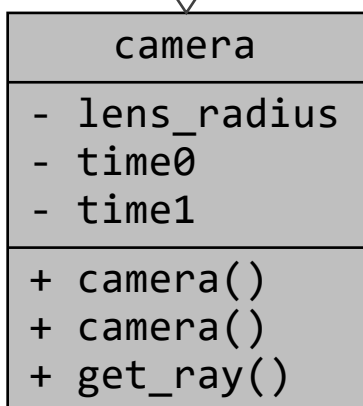 camera
- lens_radius
- time0
- time1
+ camera()
+ camera()
+ get_ray()